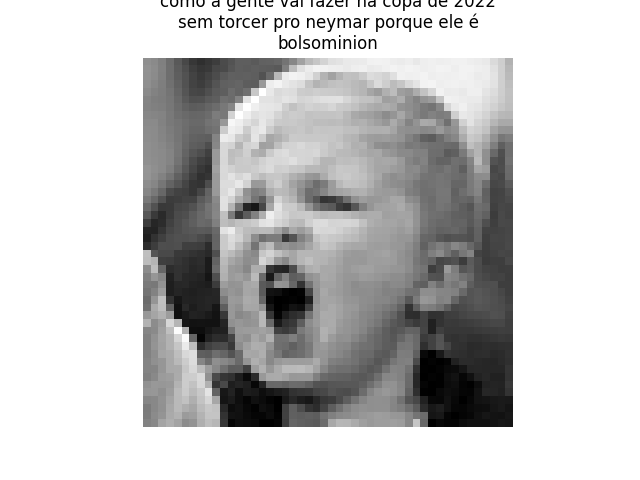 como a gente vai fazer na copa de 2022
sem torcer pro neymar porque ele é
bolsominion